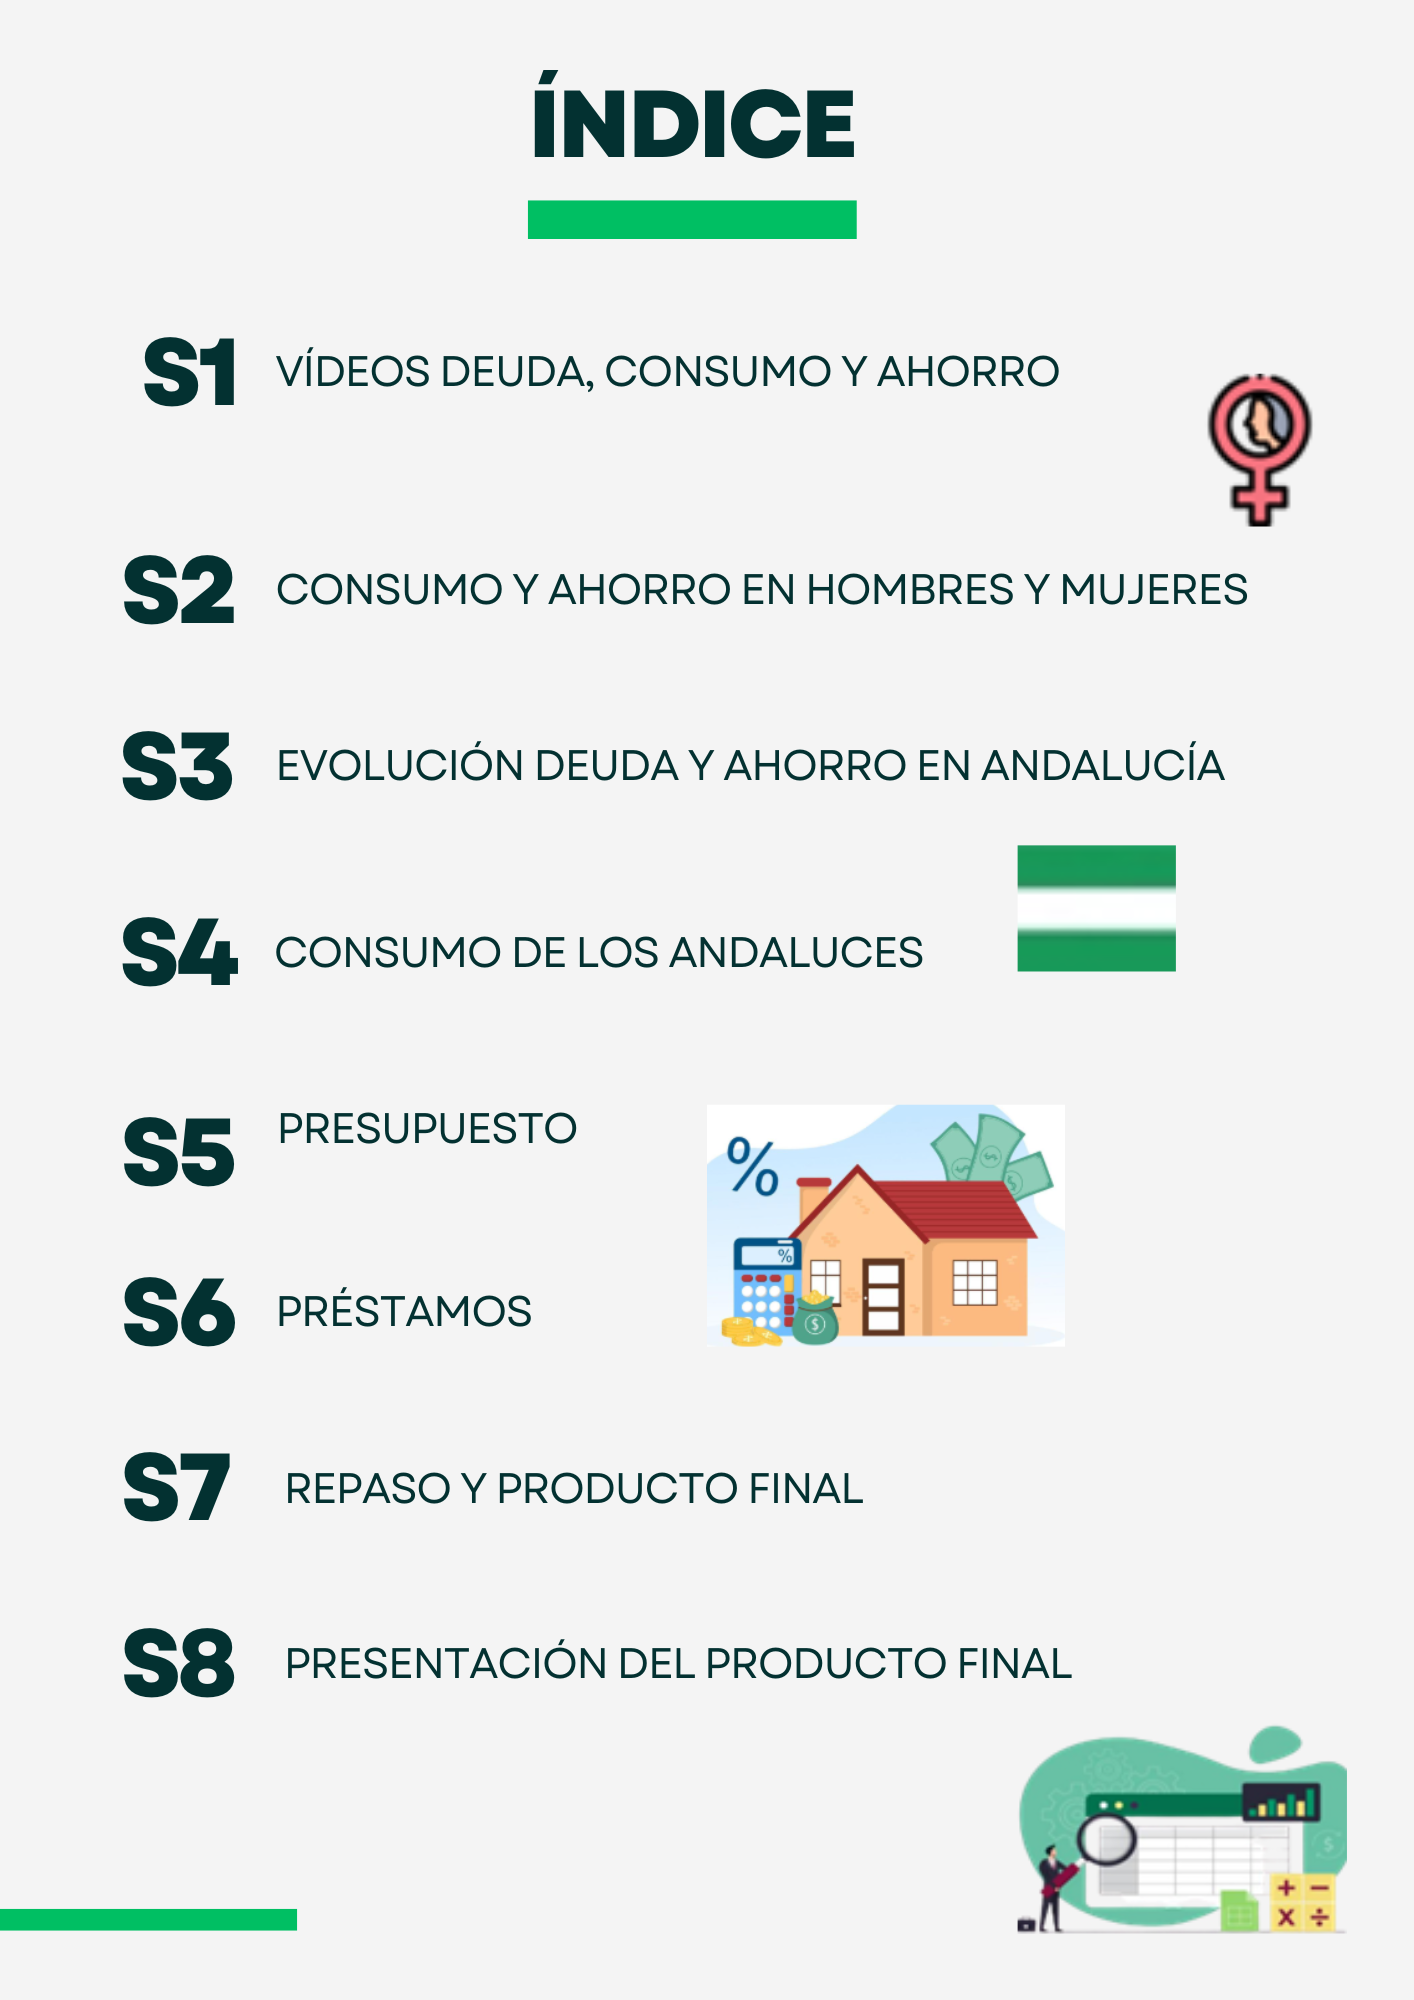 ÍNDICE
S1 VÍDEOS DEUDA, CONSUMO Y AHORRO
S2 CONSUMO Y AHORRO EN HOMBRES Y MUJERES
S3 EVOLUCIÓN DEUDA Y AHORRO EN ANDALUCÍA
S4 CONSUMO DE LOS ANDALUCES
S5 PRESUPUESTO
%
%
$
S6 PRÉSTAMOS
S7 REPASO Y PRODUCTO FINAL
S8 PRESENTACIÓN DEL PRODUCTO FINAL
$
+ −
x ÷